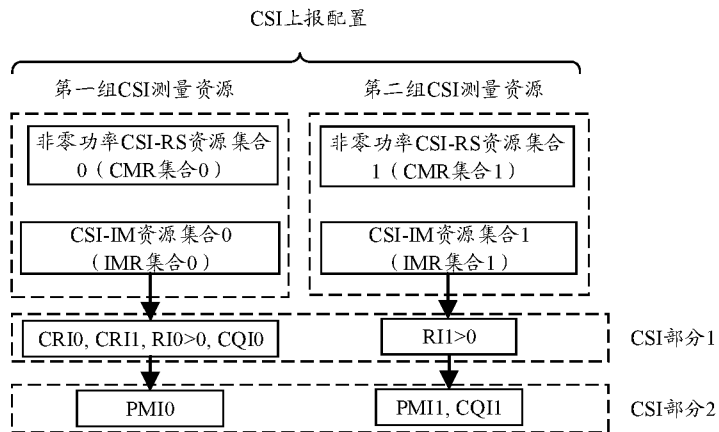 CSI上报配置
第一组CSI测量资源
第二组CSI测量资源
非零功率CSI-RS资源集合
0（CMR集合0）
非零功率CSI-RS资源集合
1（CMR集合1）
CSI-IM资源集合0
（IMR集合0）
CSI-IM资源集合1
（IMR集合1）
CRI0, CRI1, RI0>0, CQI0
RI1>0
CSI部分1
PMI0
PMI1, CQI1
CSI部分2